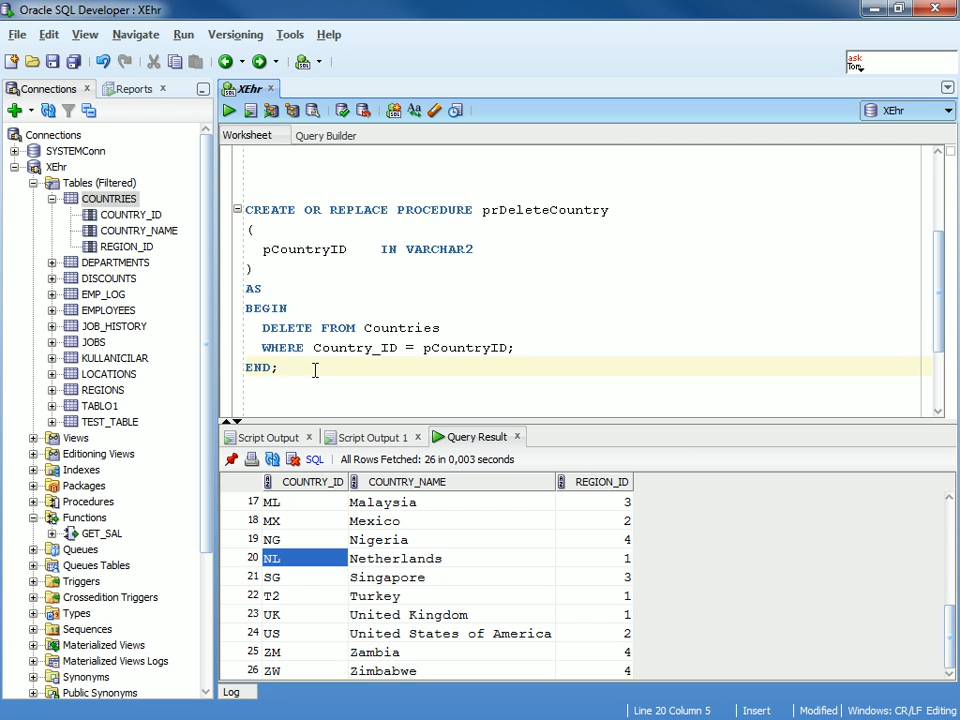 Oracle SQL Developer : XEhr
File Edit View Navigate Run Versioning Tools Help
ask
Tom
Connections
Reports
XEhr
XEhr
Worksheet
Query Builder
Connections
SYSTEMConn
XEhr
Tables (Filtered)
COUNTRIES
COUNTRY_ID
COUNTRY_NAME
REGION_ID
DEPARTMENTS
DISCOUNTS
EMP_LOG
EMPLOYEES
JOB_HISTORY
JOBS
KULLANICILAR
LOCATIONS
REGIONS
TABLO1
TEST_TABLE
Views
Editioning Views
Indexes
Packages
Procedures
Functions
GET_SAL
Queues
Queues Tables
Triggers
Crossedition Triggers
Types
Sequences
Materialized Views
Materialized Views Logs
Synonyms
Public Synonyms
CREATE OR REPLACE PROCEDURE prDeleteCountry
(
pCountryID IN VARCHAR2
)
AS
BEGIN
DELETE FROM Countries
WHERE Country_ID = pCountryID;
END;
Script Output
Script Output 1
Query Result
SQL | All Rows Fetched: 26 in 0,003 seconds
COUNTRY_ID COUNTRY_NAME REGION_ID
17 ML Malaysia 3
18 MX Mexico 2
19 NG Nigeria 4
20 NL Netherlands 1
21 SG Singapore 3
22 T2 Turkey 1
23 UK United Kingdom 1
24 US United States of America 2
25 ZM Zambia 4
26 ZW Zimbabwe 4
Log
Line 20 Column 5 | Insert | Modified | Windows: CR/LF Editing